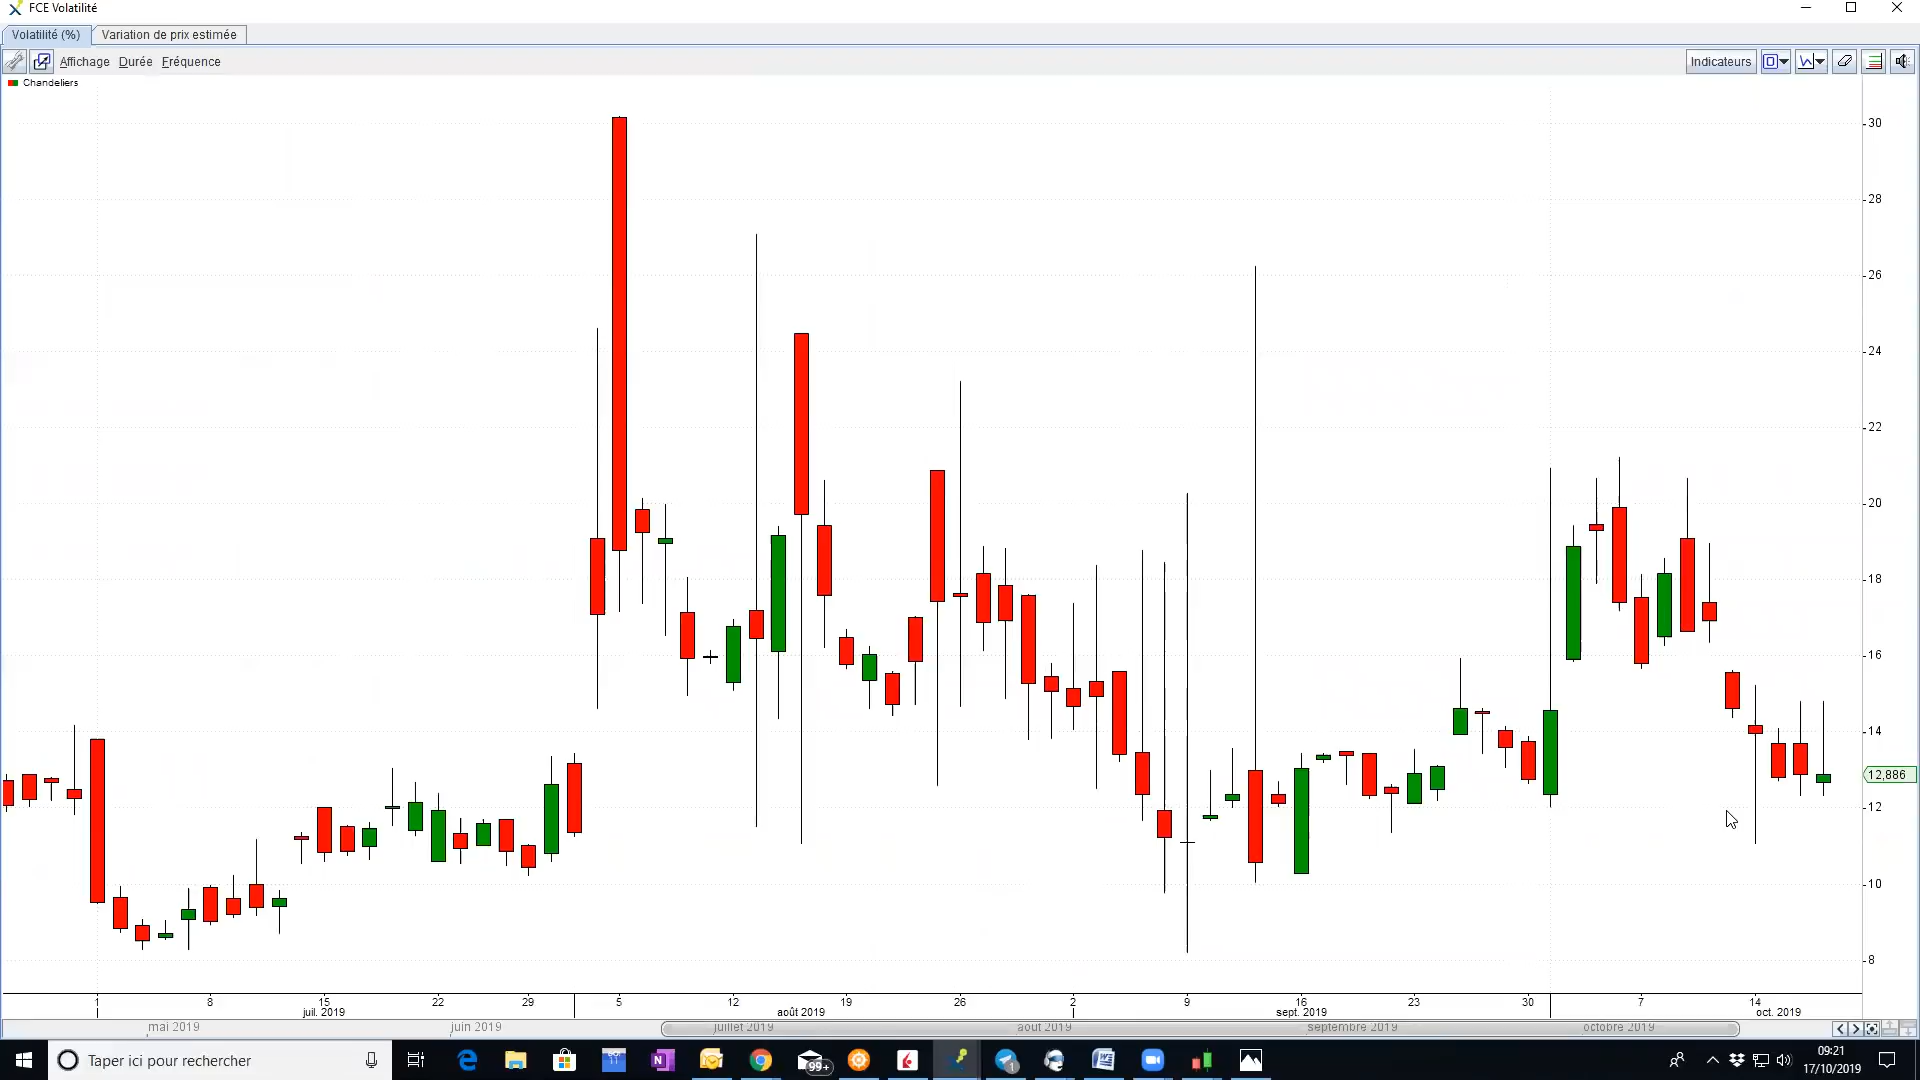 FCE Volatilité
Volatilité (%) Variation de prix estimée
Affichage Durée Fréquence Indicateurs
Chandeliers
30
28
26
24
22
20
18
16
14
12,886
12
10
8
1 8 15 22 29 5 12 19 26 2 9 16 23 30 7 14
juil. 2019 août 2019 sept. 2019 oct. 2019
mai 2019 juin 2019 juillet 2019 août 2019 septembre 2019 octobre 2019
Taper ici pour rechercher 99+ 1 09:21
17/10/2019